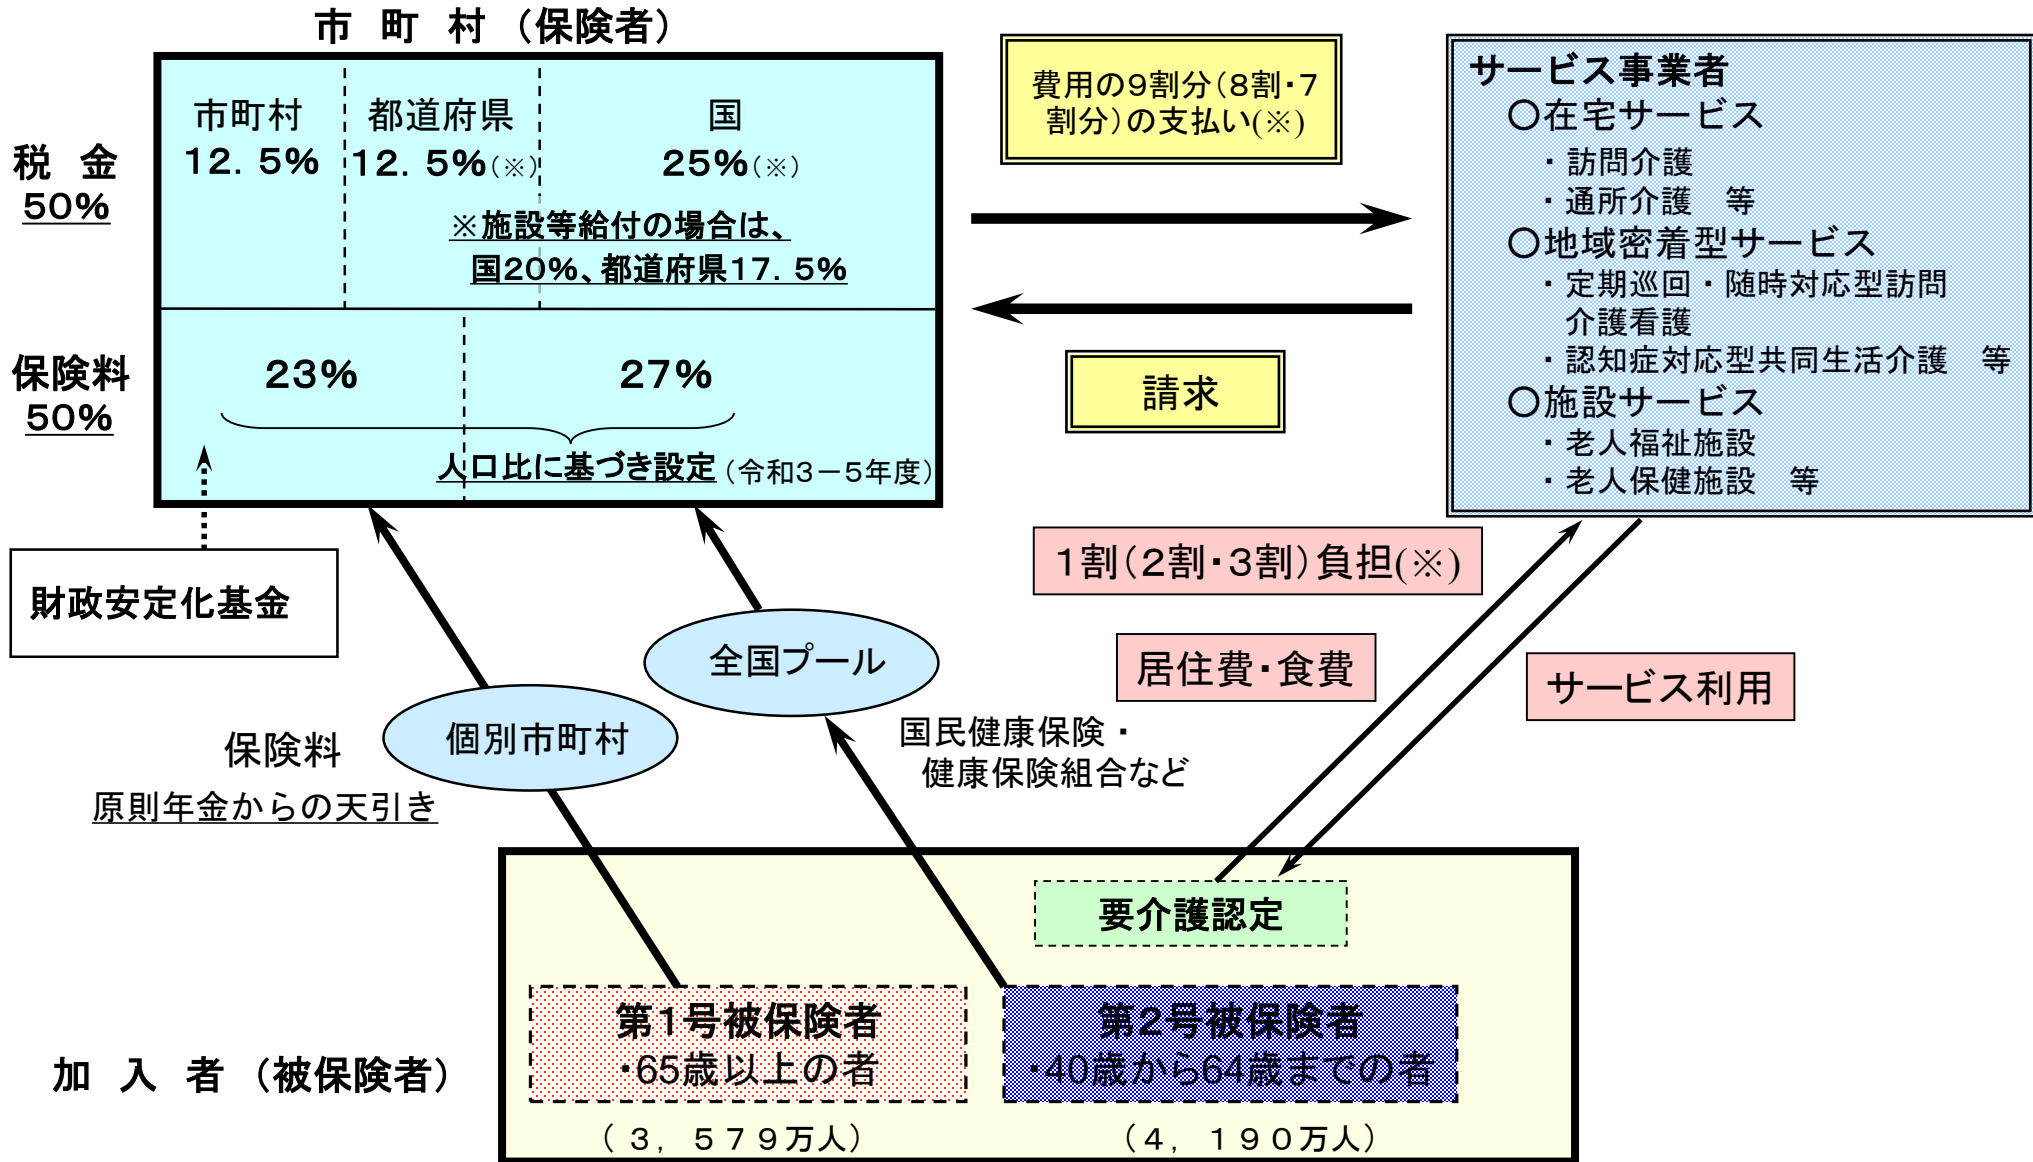 市　町　村　（保険者）
市町村
都道府県
国
税　金
50%
12．5%
12．5%（※）
25%（※）
※施設等給付の場合は、
国20%、都道府県17．5%
保険料
50%
23%
27%
人口比に基づき設定（令和3－5年度）
財政安定化基金
費用の9割分（8割・7
割分）の支払い(※)
請求
サービス事業者
○在宅サービス
・訪問介護
・通所介護　等
○地域密着型サービス
・定期巡回・随時対応型訪問
介護看護
・認知症対応型共同生活介護　等
○施設サービス
・老人福祉施設
・老人保健施設　等
1割（2割・3割）負担(※)
居住費・食費
サービス利用
全国プール
個別市町村
保険料
原則年金からの天引き
国民健康保険・
健康保険組合など
要介護認定
加　入　者　（被保険者）
第1号被保険者
・65歳以上の者
第2号被保険者
・40歳から64歳までの者
（３，５７９万人）
（４，１９０万人）